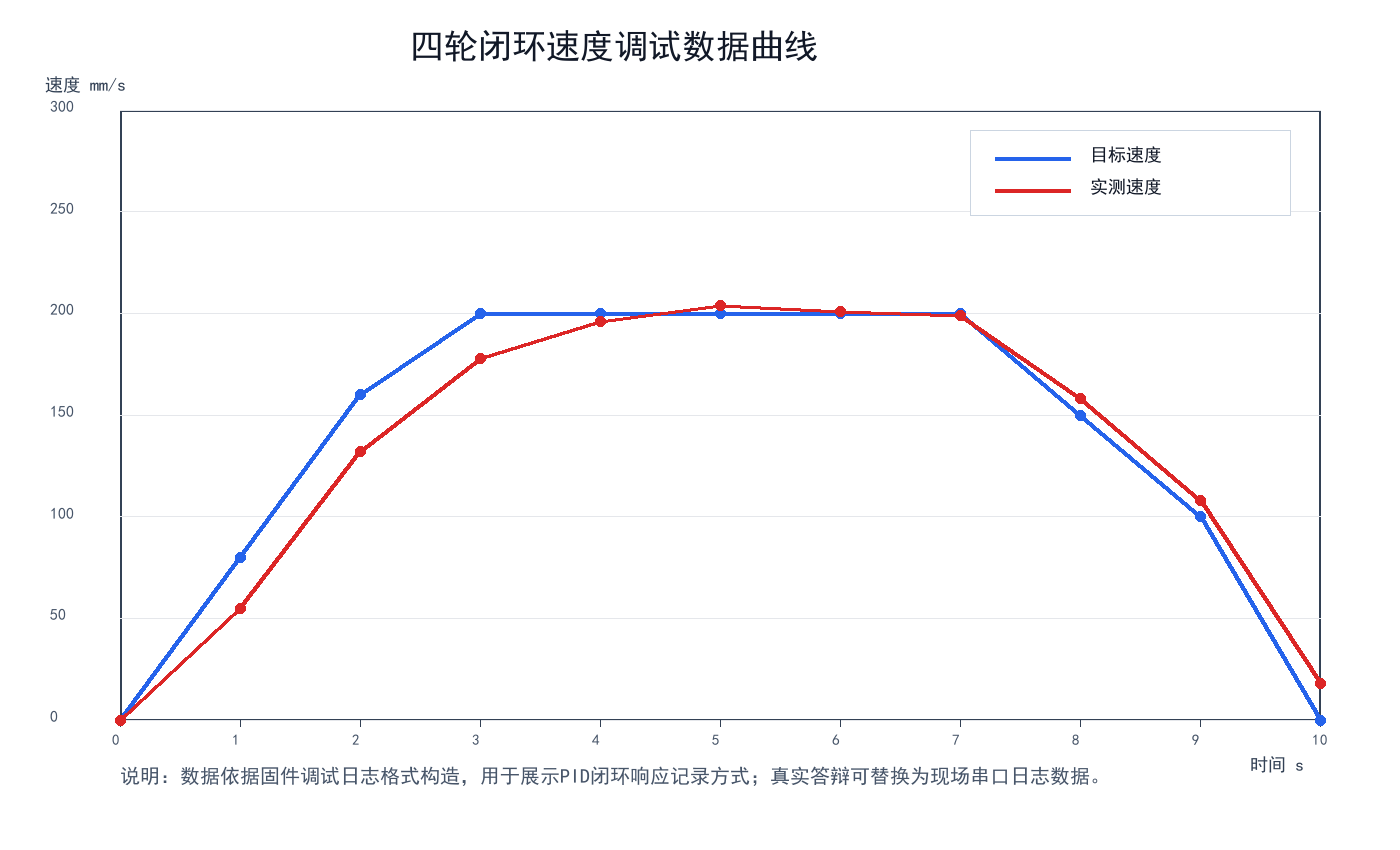 四轮闭环速度调试数据曲线
速度 mm/s
300
250
200
150
100
50
0
目标速度
实测速度
0 1 2 3 4 5 6 7 8 9 10
时间 s
说明：数据依据固件调试日志格式构造，用于展示PID闭环响应记录方式；真实答辩可替换为现场串口日志数据。